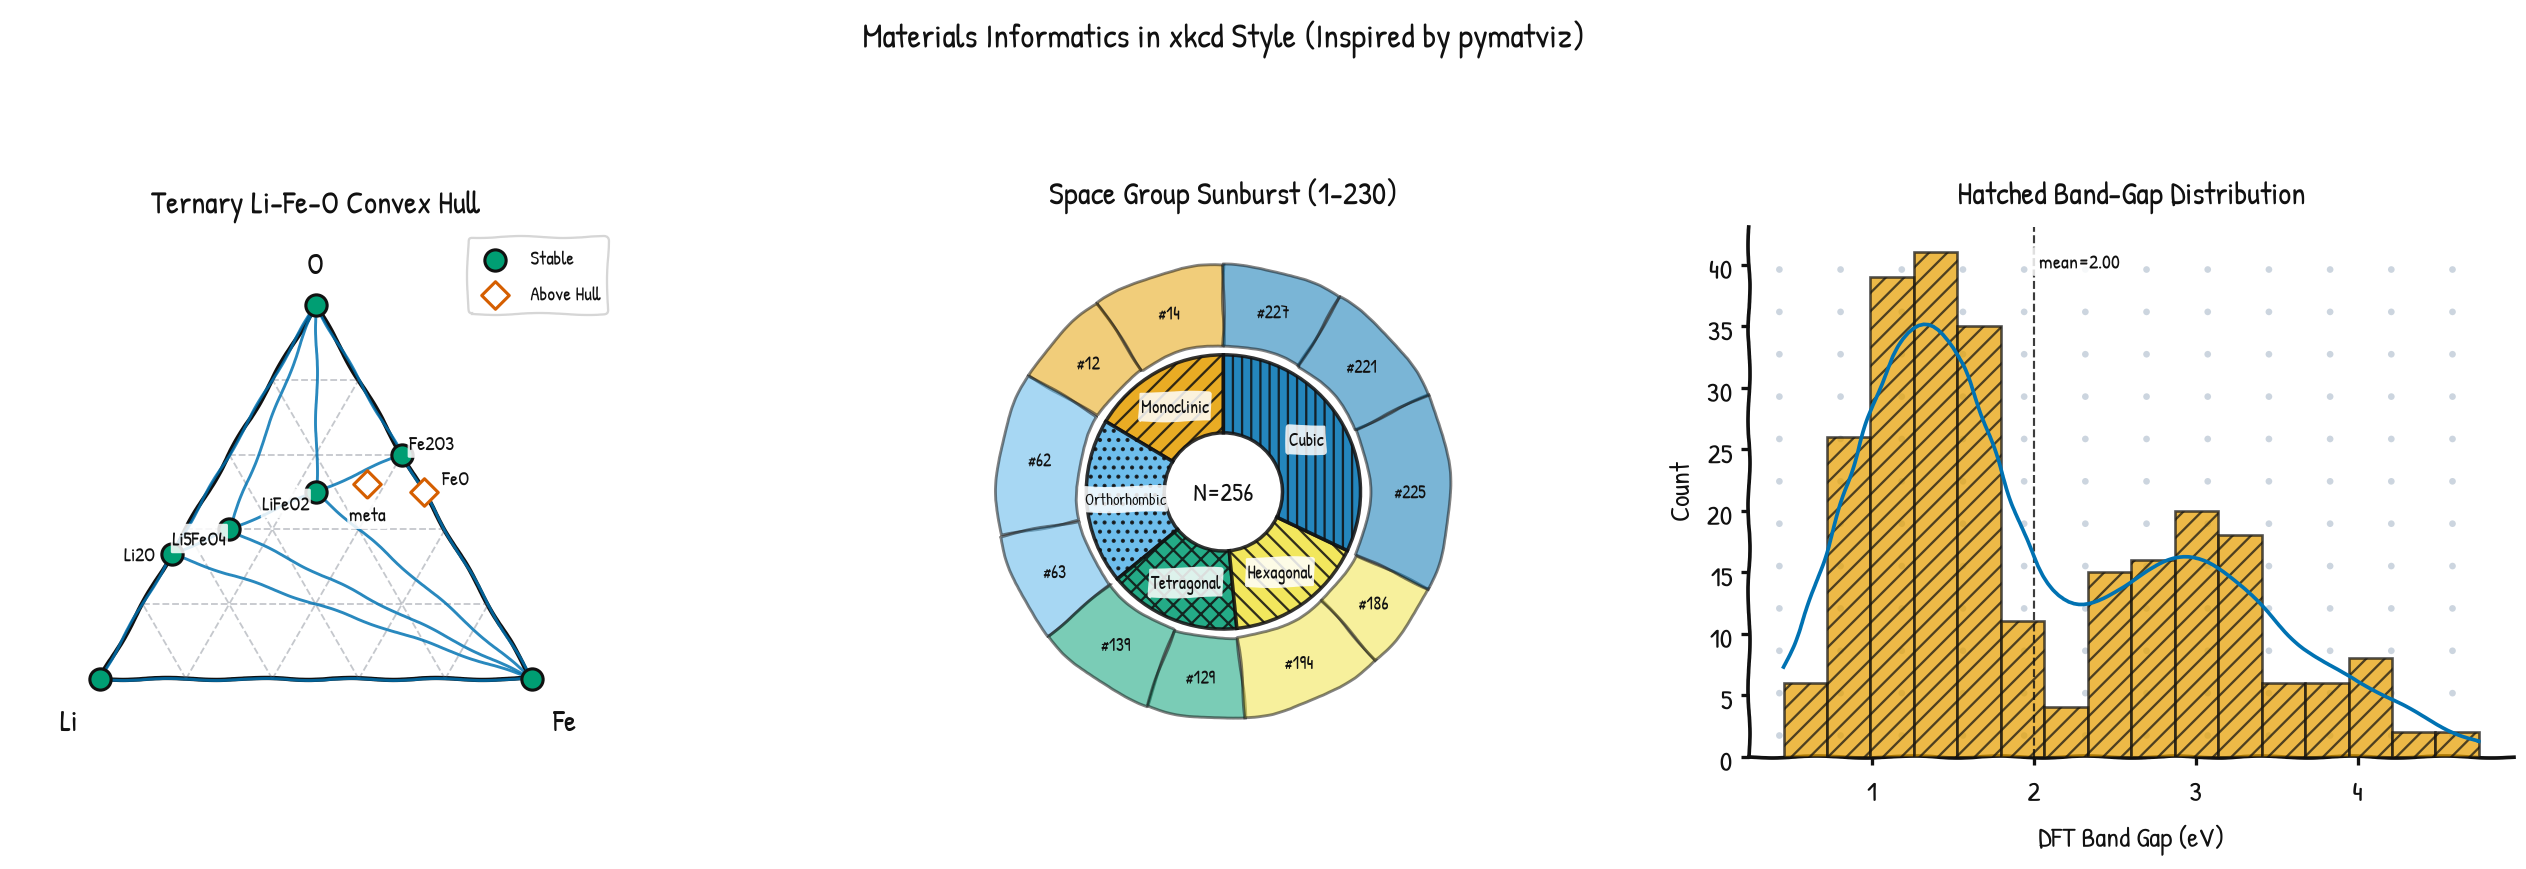 Materials Informatics in xkcd Style (Inspired by pymatviz)
Ternary Li-Fe-O Convex Hull
Stable
Above Hull
O
Fe2O3
FeO
LiFeO2
meta
Li5FeO4
Li2O
Li
Fe
Space Group Sunburst (1-230)
#14
#227
#12
#221
Monoclinic
Cubic
#62
#225
N=256
Orthorhombic
#63
Tetragonal
Hexagonal
#186
#139
#129
#194
Hatched Band-Gap Distribution
mean=2.00
40
35
30
25
20
15
10
5
0
Count
1
2
3
4
DFT Band Gap (eV)